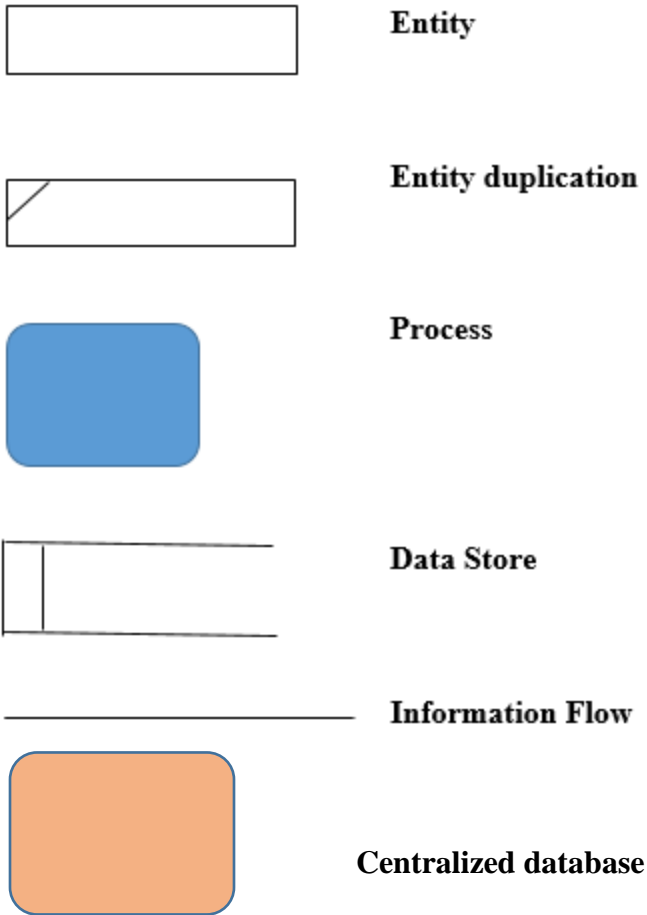 Entity
Entity duplication
Process
Data Store
Information Flow
Centralized database